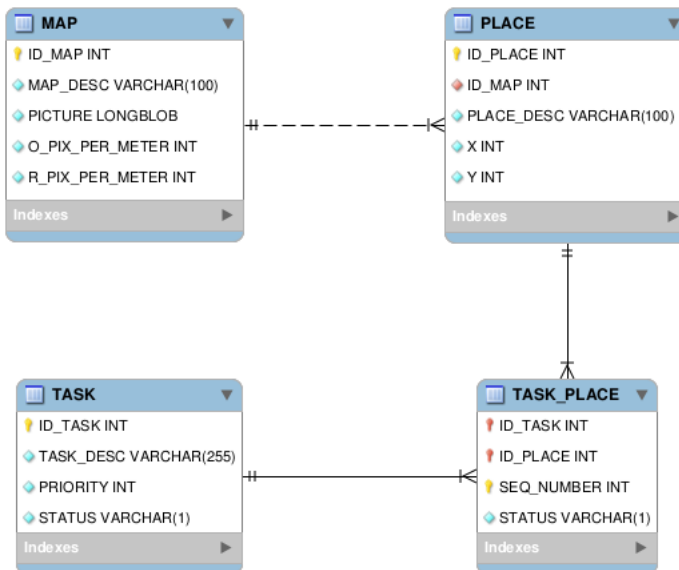 MAP
ID_MAP INT
MAP_DESC VARCHAR(100)
PICTURE LONGBLOB
O_PIX_PER_METER INT
R_PIX_PER_METER INT
Indexes
PLACE
ID_PLACE INT
ID_MAP INT
PLACE_DESC VARCHAR(100)
X INT
Y INT
Indexes
TASK
ID_TASK INT
TASK_DESC VARCHAR(255)
PRIORITY INT
STATUS VARCHAR(1)
Indexes
TASK_PLACE
ID_TASK INT
ID_PLACE INT
SEQ_NUMBER INT
STATUS VARCHAR(1)
Indexes